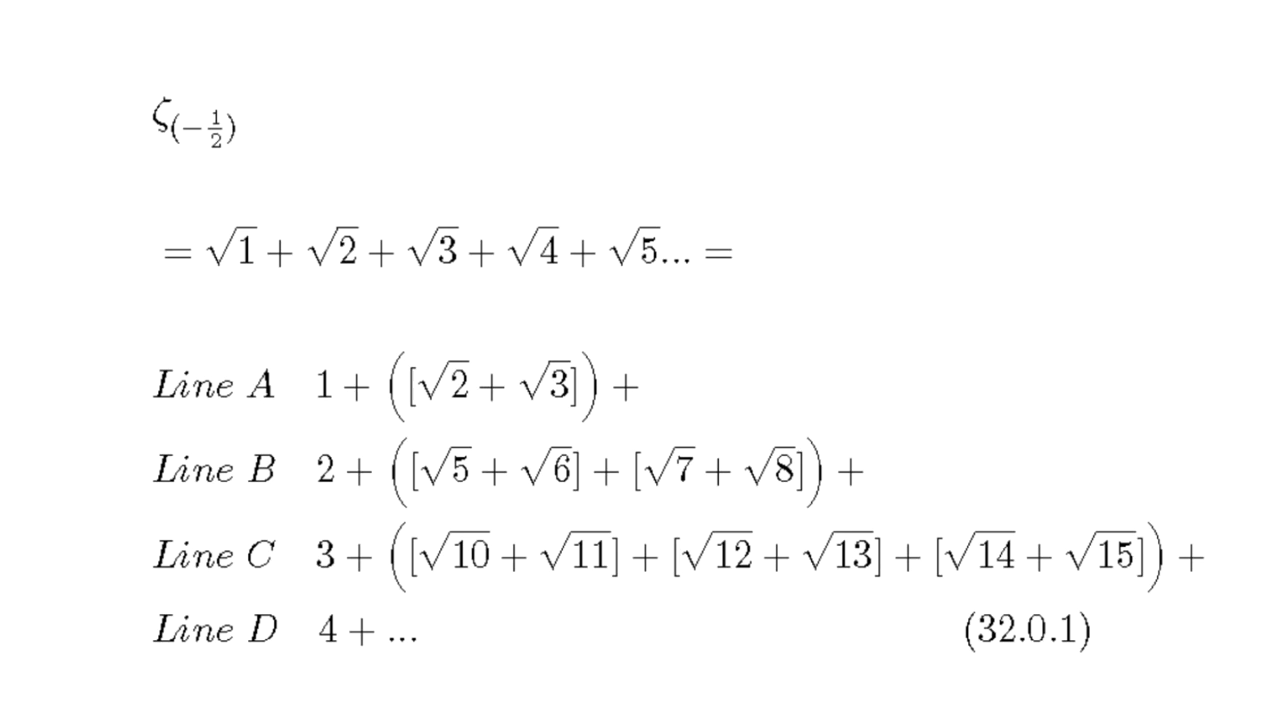 ζ(−1/2)
= √1 + √2 + √3 + √4 + √5... =
Line A 1 + ([√2 + √3]) +
Line B 2 + ([√5 + √6] + [√7 + √8]) +
Line C 3 + ([√10 + √11] + [√12 + √13] + [√14 + √15]) +
Line D 4 + ... (32.0.1)